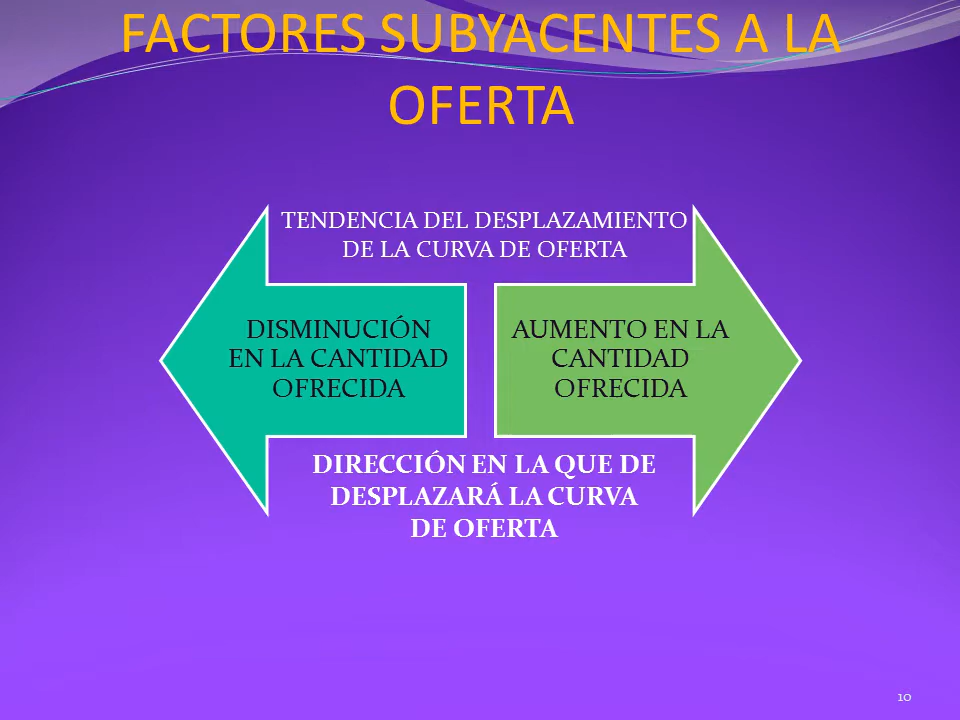 FACTORES SUBYACENTES A LA
OFERTA
TENDENCIA DEL DESPLAZAMIENTO
DE LA CURVA DE OFERTA
DISMINUCIÓN
EN LA CANTIDAD
OFRECIDA
AUMENTO EN LA
CANTIDAD
OFRECIDA
DIRECCIÓN EN LA QUE DE
DESPLAZARÁ LA CURVA
DE OFERTA
10